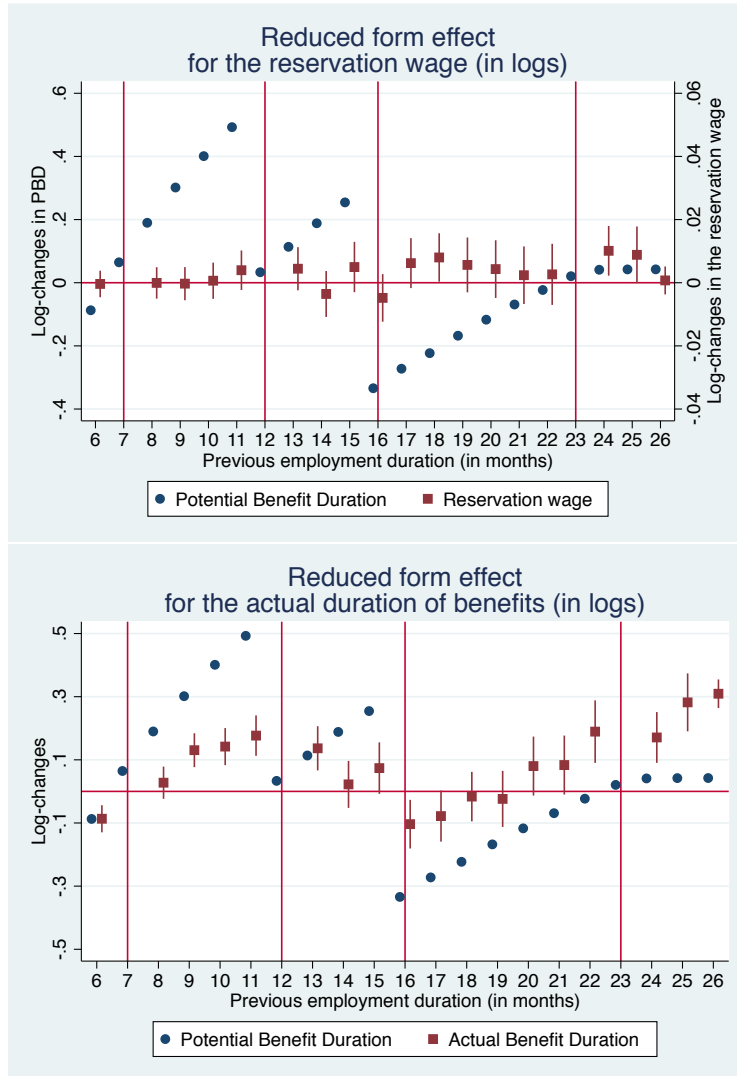 Reduced form effect
for the reservation wage (in logs)
Log-changes in PBD
.6
.4
.2
0
-.2
-.4
Log-changes in the reservation wage
.06
.04
.02
0
-.02
-.04
6 7 8 9 10 11 12 13 14 15 16 17 18 19 20 21 22 23 24 25 26
Previous employment duration (in months)
Potential Benefit Duration Reservation wage
Reduced form effect
for the actual duration of benefits (in logs)
Log-changes
.5
.3
.1
-.1
-.3
-.5
6 7 8 9 10 11 12 13 14 15 16 17 18 19 20 21 22 23 24 25 26
Previous employment duration (in months)
Potential Benefit Duration Actual Benefit Duration